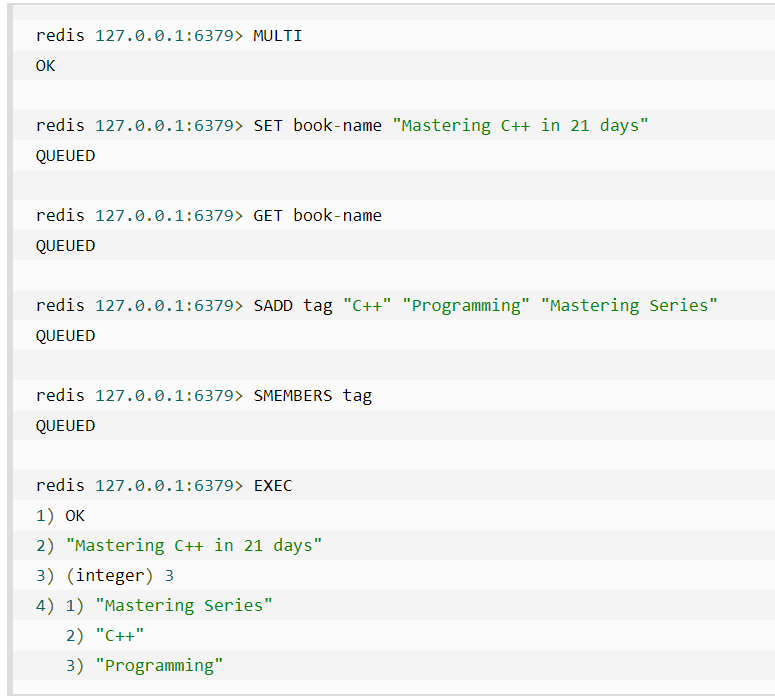 redis 127.0.0.1:6379> MULTI
OK
redis 127.0.0.1:6379> SET book-name "Mastering C++ in 21 days"
QUEUED
redis 127.0.0.1:6379> GET book-name
QUEUED
redis 127.0.0.1:6379> SADD tag "C++" "Programming" "Mastering Series"
QUEUED
redis 127.0.0.1:6379> SMEMBERS tag
QUEUED
redis 127.0.0.1:6379> EXEC
1) OK
2) "Mastering C++ in 21 days"
3) (integer) 3
4) 1) "Mastering Series"
   2) "C++"
   3) "Programming"